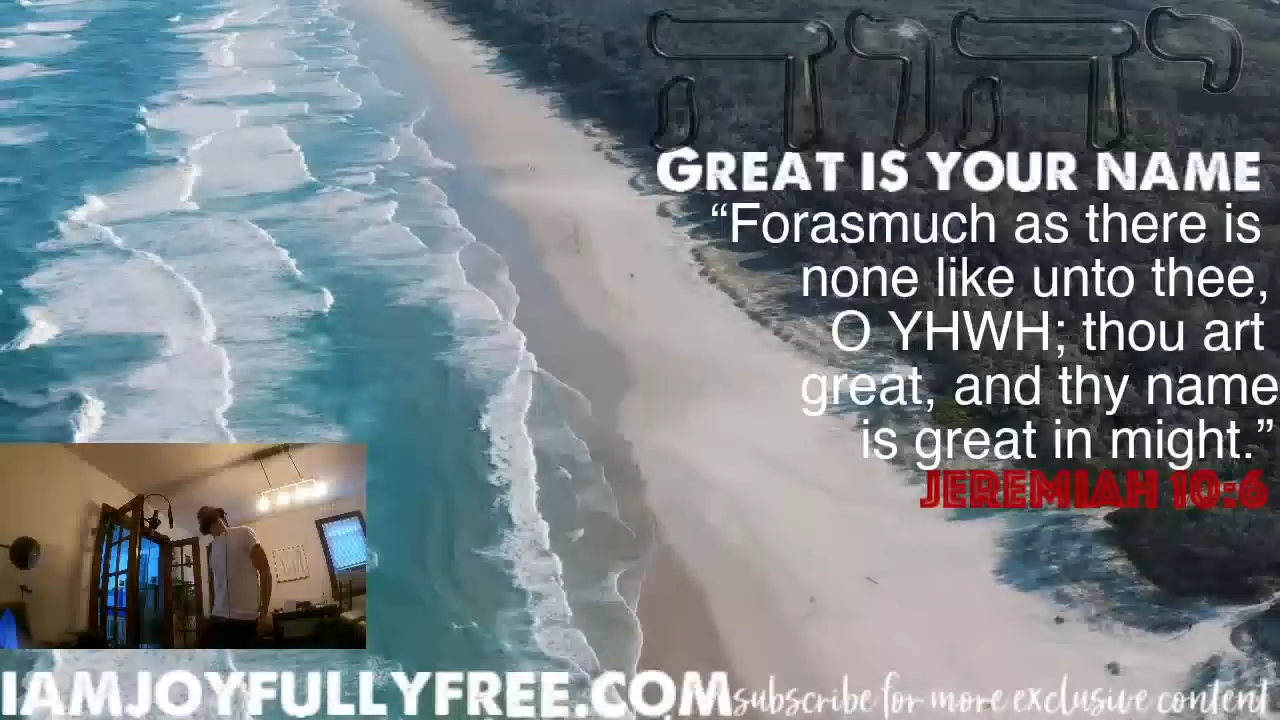 יהוה
GREAT IS YOUR NAME
“Forasmuch as there is
none like unto thee,
O YHWH; thou art
great, and thy name
is great in might.”
JEREMIAH 10:6
IAMJOYFULLYFREE.COM subscribe for more exclusive content